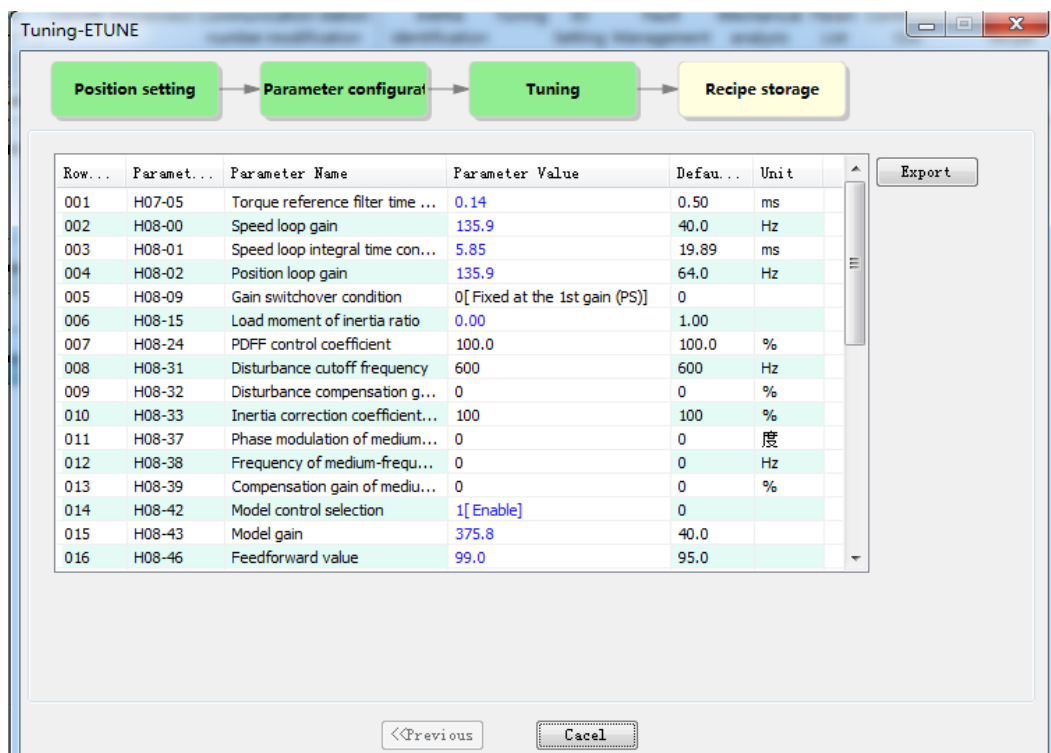 Tuning-ETUNE
Position setting Parameter configurat Tuning Recipe storage
Row... Paramet... Parameter Name Parameter Value Defau... Unit
001 H07-05 Torque reference filter time ... 0.14 0.50 ms
002 H08-00 Speed loop gain 135.9 40.0 Hz
003 H08-01 Speed loop integral time con... 5.85 19.89 ms
004 H08-02 Position loop gain 135.9 64.0 Hz
005 H08-09 Gain switchover condition 0[ Fixed at the 1st gain (PS)] 0
006 H08-15 Load moment of inertia ratio 0.00 1.00
007 H08-24 PDFF control coefficient 100.0 100.0 %
008 H08-31 Disturbance cutoff frequency 600 600 Hz
009 H08-32 Disturbance compensation g... 0 0 %
010 H08-33 Inertia correction coefficient... 100 100 %
011 H08-37 Phase modulation of medium... 0 0 度
012 H08-38 Frequency of medium-frequ... 0 0 Hz
013 H08-39 Compensation gain of mediu... 0 0 %
014 H08-42 Model control selection 1[ Enable] 0
015 H08-43 Model gain 375.8 40.0
016 H08-46 Feedforward value 99.0 95.0
Export
<<Previous Cacel